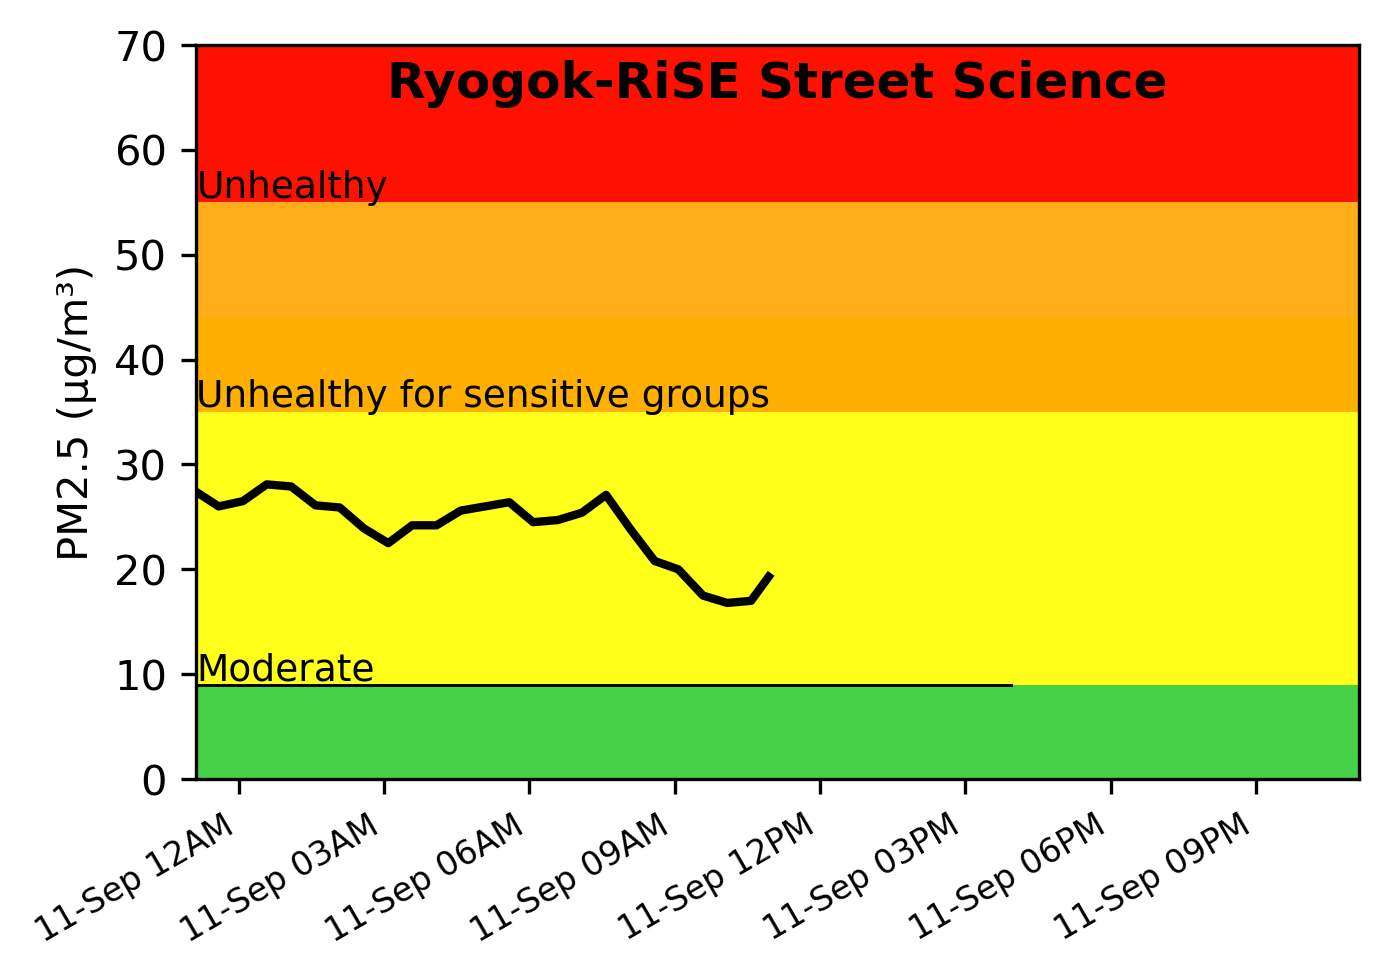 Ryogok-RiSE Street Science
70
60
50
40
30
20
10
0
PM2.5 (µg/m³)
Unhealthy
Unhealthy for sensitive groups
Moderate
11-Sep 12AM
11-Sep 03AM
11-Sep 06AM
11-Sep 09AM
11-Sep 12PM
11-Sep 03PM
11-Sep 06PM
11-Sep 09PM